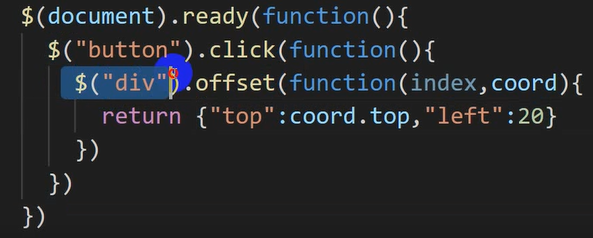 $(document).ready(function(){
$("button").click(function(){
$("div").offset(function(index,coord){
return {"top":coord.top,"left":20}
})
})
})